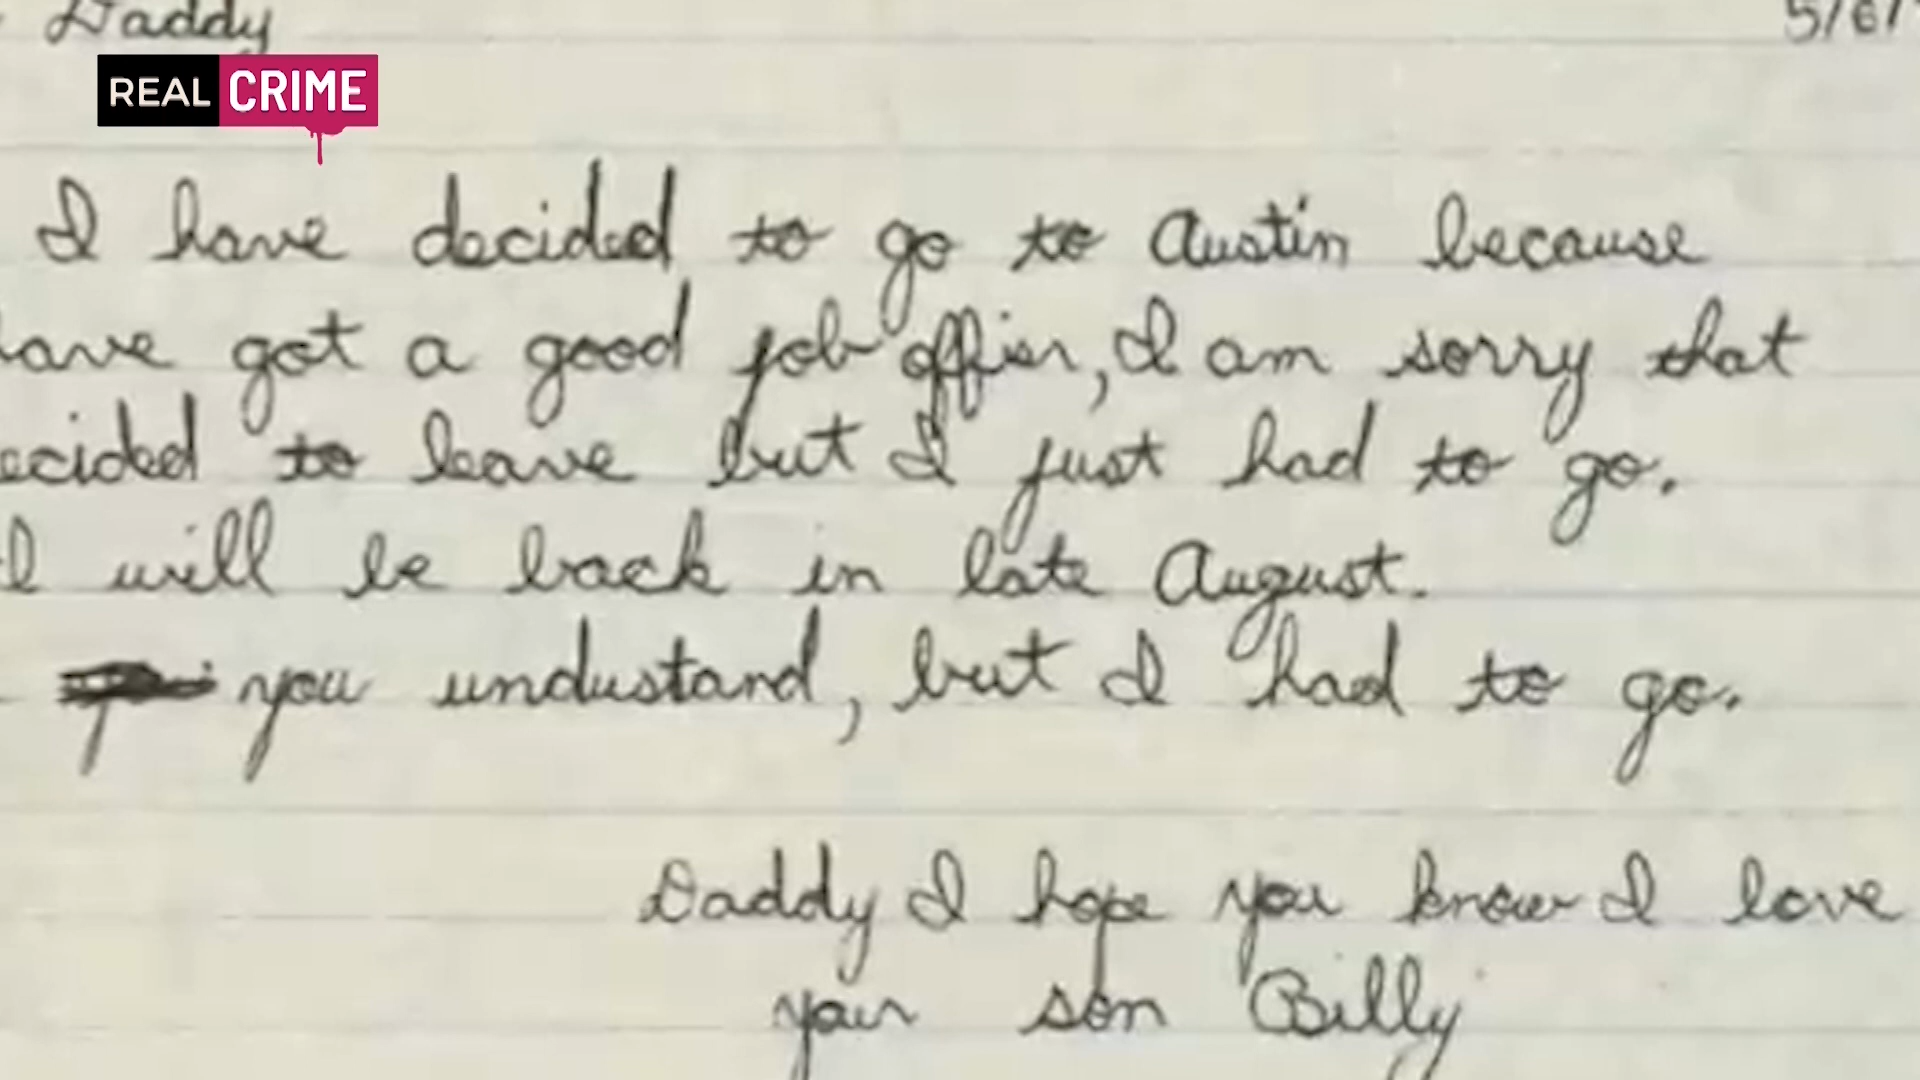 Daddy 5/6/
REAL CRIME
I have decided to go to Austin because
have got a good job offier, I am sorry that
ecided to leave but I just had to go.
I will be back in late August.
you undustand, but I had to go.
Daddy I hope you know I love
your son Billy